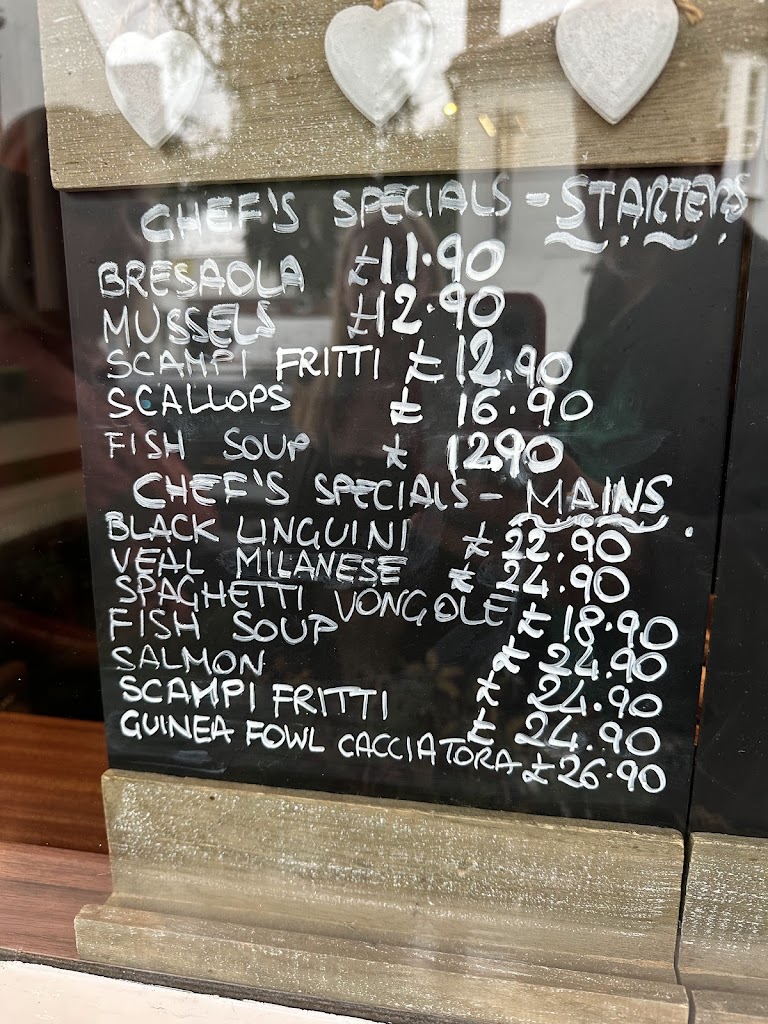 CHEF'S SPECIALS - STARTERS
BRESAOLA £11.90
MUSSELS £12.90
SCAMPI FRITTI £12.90
SCALLOPS £16.90
FISH SOUP £1290
CHEF'S SPECIALS - MAINS.
BLACK LINGUINI £22.90
VEAL MILANESE £24.90
SPAGHETTI VONGOLE £18.90
FISH SOUP £24.90
SALMON £24.90
SCAMPI FRITTI £24.90
GUINEA FOWL CACCIATORA £26.90